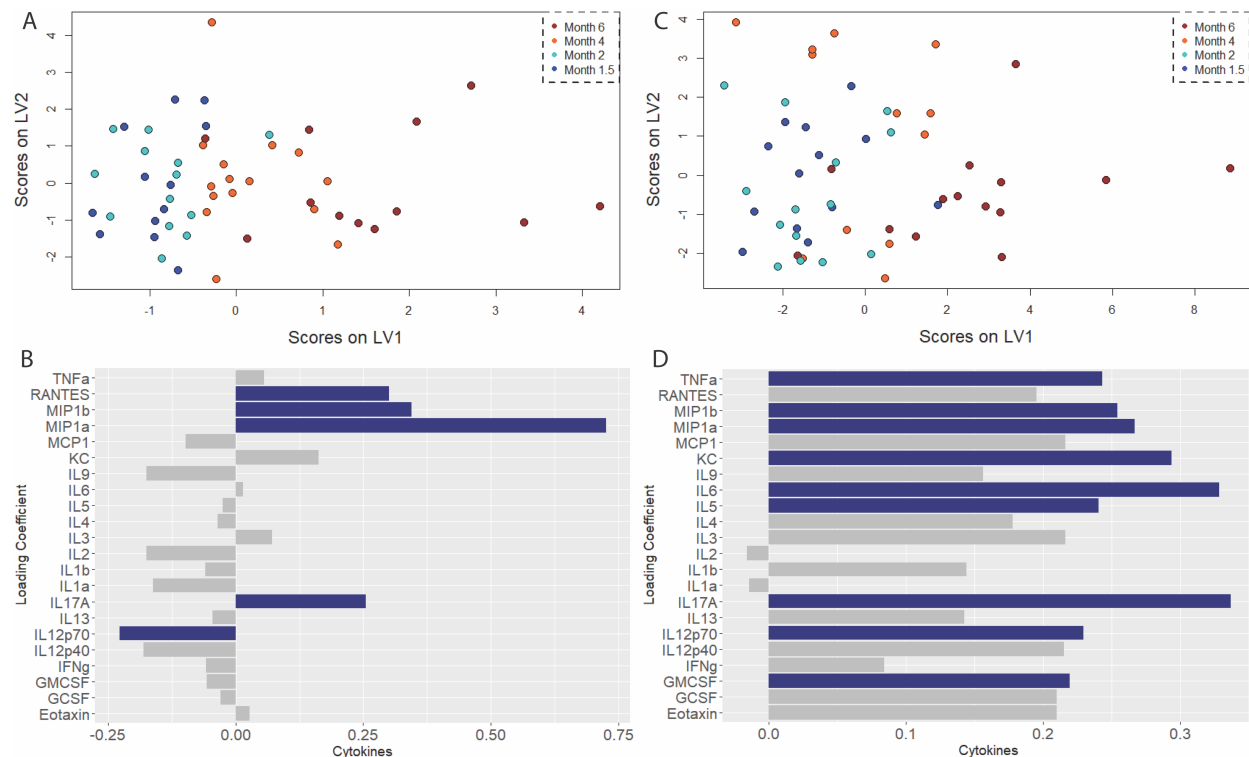 A
Month 6
Month 4
Month 2
Month 1.5
Scores on LV2
4
3
2
1
0
-1
-2
-1
0
1
2
3
4
Scores on LV1
C
Month 6
Month 4
Month 2
Month 1.5
Scores on LV2
4
3
2
1
0
-1
-2
-2
0
2
4
6
8
Scores on LV1
B
Loading Coefficient
TNFa
RANTES
MIP1b
MIP1a
MCP1
KC
IL9
IL6
IL5
IL4
IL3
IL2
IL1b
IL1a
IL17A
IL13
IL12p70
IL12p40
IFNg
GMCSF
GCSF
Eotaxin
-0.25
0.00
0.25
0.50
0.75
Cytokines
D
Loading Coefficient
TNFa
RANTES
MIP1b
MIP1a
MCP1
KC
IL9
IL6
IL5
IL4
IL3
IL2
IL1b
IL1a
IL17A
IL13
IL12p70
IL12p40
IFNg
GMCSF
GCSF
Eotaxin
0.0
0.1
0.2
0.3
Cytokines